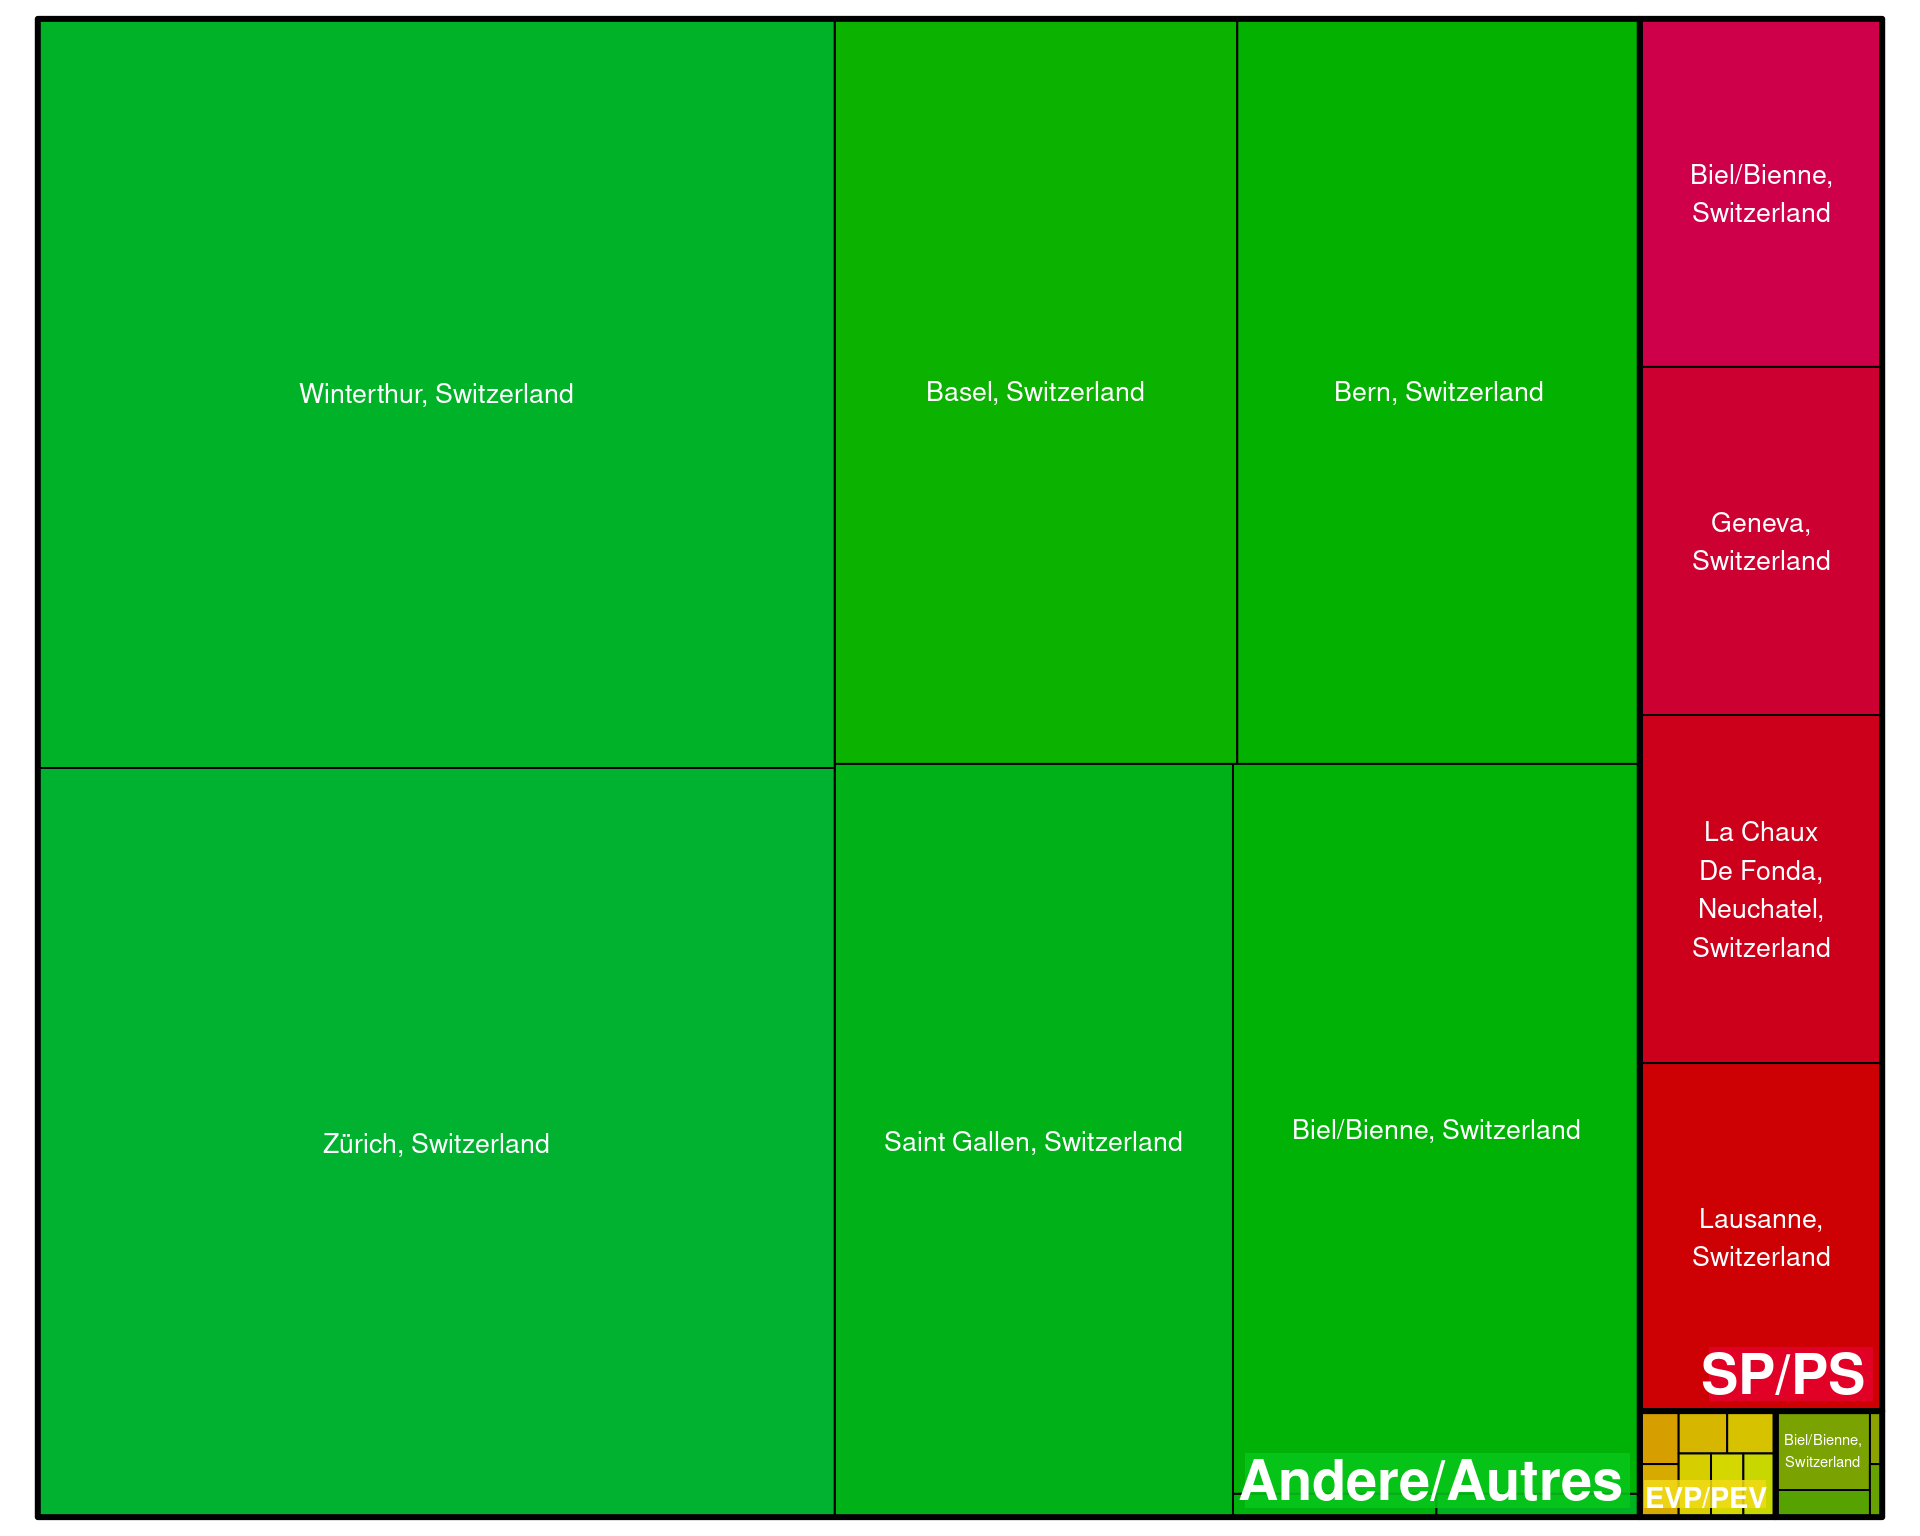 Winterthur, Switzerland
Basel, Switzerland
Bern, Switzerland
Biel/Bienne,
Switzerland
Geneva,
Switzerland
La Chaux
De Fonda,
Neuchatel,
Switzerland
Zürich, Switzerland
Saint Gallen, Switzerland
Biel/Bienne, Switzerland
Lausanne,
Switzerland
SP/PS
Andere/Autres
EVP/PEV
Biel/Bienne,
Switzerland